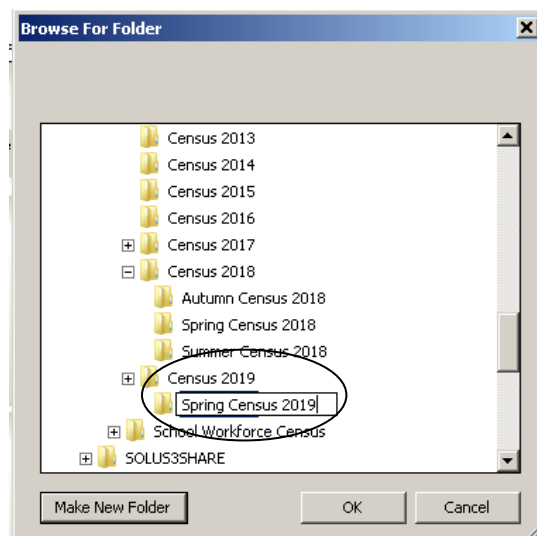 Browse For Folder
Census 2013
Census 2014
Census 2015
Census 2016
Census 2017
Census 2018
Autumn Census 2018
Spring Census 2018
Summer Census 2018
Census 2019
Spring Census 2019
School Workforce Census
SOLUS3SHARE
Make New Folder
OK
Cancel